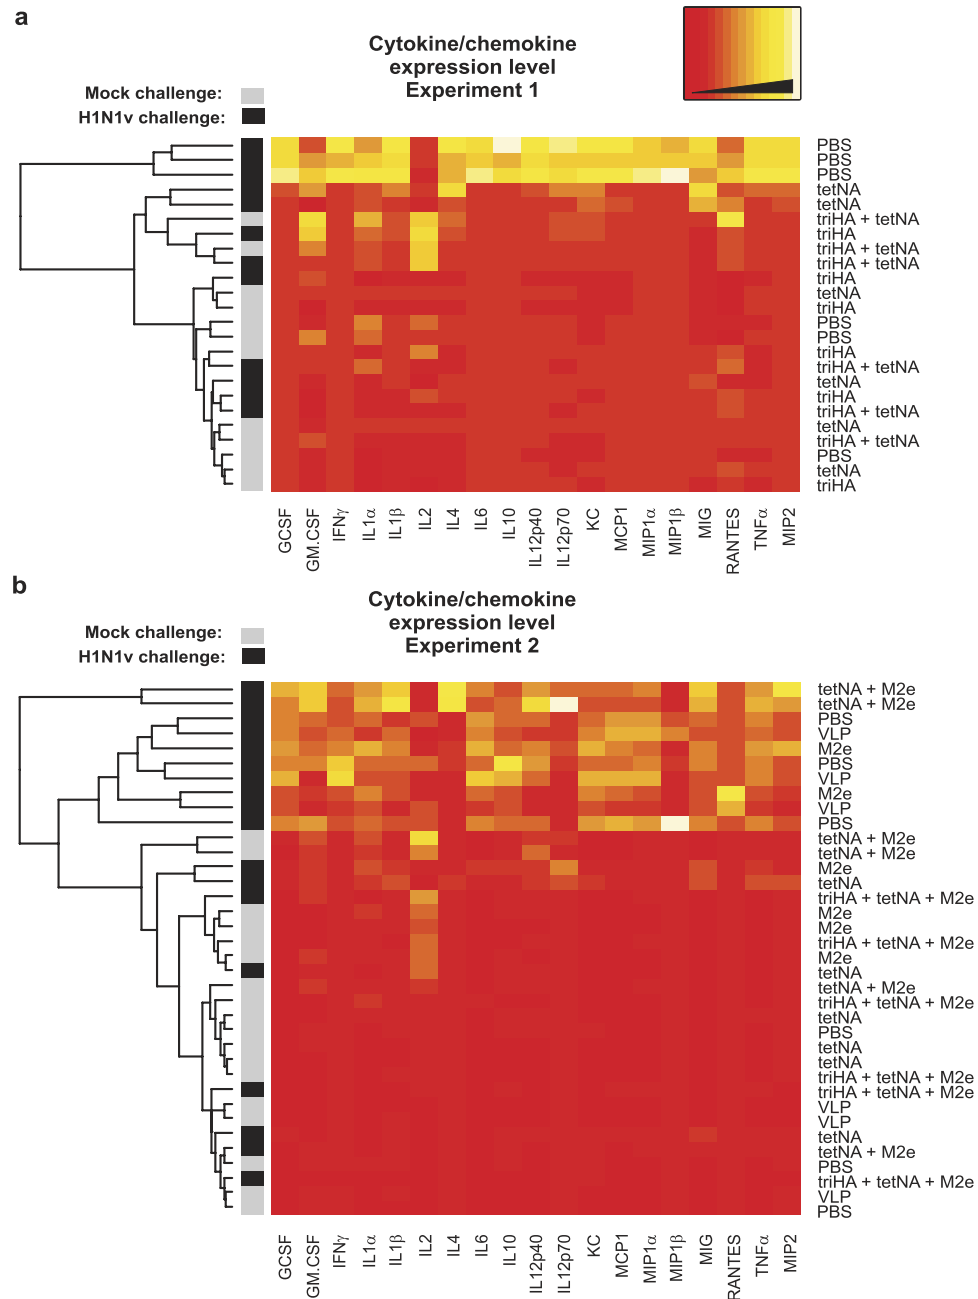 a
Cytokine/chemokine
expression level
Experiment 1
Mock challenge:
H1N1v challenge:
PBS
PBS
PBS
tetNA
tetNA
triHA + tetNA
triHA
triHA + tetNA
triHA + tetNA
triHA
tetNA
triHA
PBS
PBS
triHA
triHA + tetNA
tetNA
triHA
triHA + tetNA
tetNA
triHA + tetNA
PBS
tetNA
triHA
GCSF
GM.CSF
IFNγ
IL1α
IL1β
IL2
IL4
IL6
IL10
IL12p40
IL12p70
KC
MCP1
MIP1α
MIP1β
MIG
RANTES
TNFα
MIP2
b
Cytokine/chemokine
expression level
Experiment 2
Mock challenge:
H1N1v challenge:
tetNA + M2e
tetNA + M2e
PBS
VLP
M2e
PBS
VLP
M2e
VLP
PBS
tetNA + M2e
tetNA + M2e
M2e
tetNA
triHA + tetNA + M2e
M2e
M2e
triHA + tetNA + M2e
M2e
tetNA
tetNA + M2e
triHA + tetNA + M2e
tetNA
PBS
tetNA
tetNA
triHA + tetNA + M2e
triHA + tetNA + M2e
VLP
VLP
tetNA
tetNA + M2e
PBS
triHA + tetNA + M2e
VLP
PBS
GCSF
GM.CSF
IFNγ
IL1α
IL1β
IL2
IL4
IL6
IL10
IL12p40
IL12p70
KC
MCP1
MIP1α
MIP1β
MIG
RANTES
TNFα
MIP2